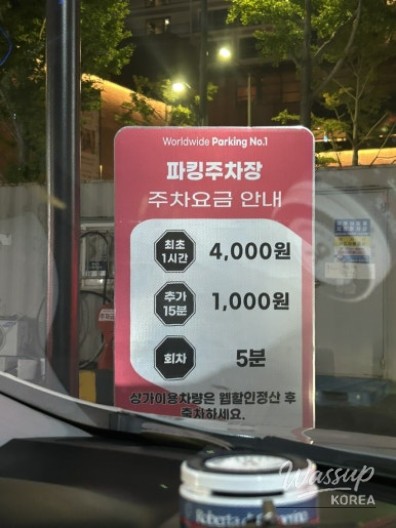 Worldwide Parking No.1
파킹주차장
주차요금 안내
최초
1시간
4,000원
추가
15분
1,000원
회차
5분
상가이용차량은 웹할인정산 후
출차하세요.
Wassup
KOREA
Roberta di